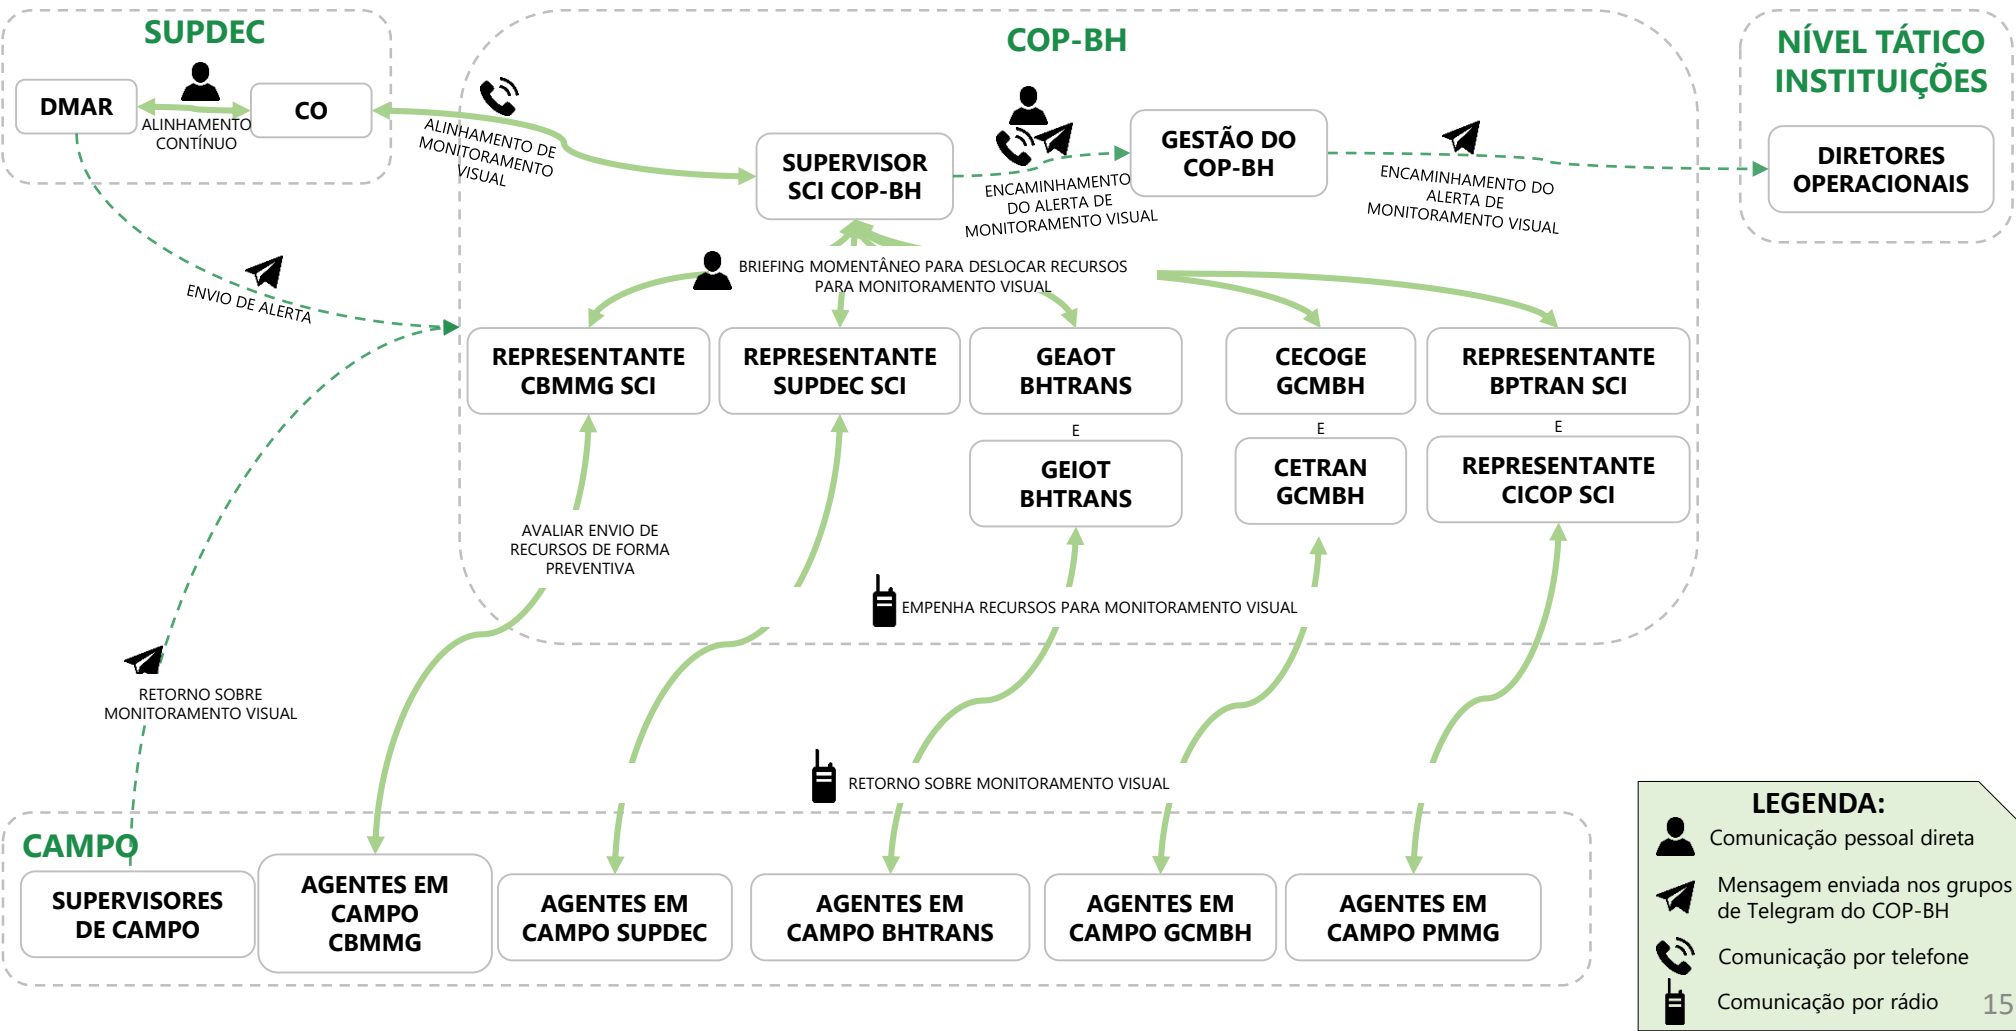 SUPDEC
DMAR
ALINHAMENTO
CONTÍNUO
CO
ENVIO DE ALERTA
ALINHAMENTO DE
MONITORAMENTO
VISUAL
COP-BH
SUPERVISOR
SCI COP-BH
ENCAMINHAMENTO
DO ALERTA DE
MONITORAMENTO VISUAL
GESTÃO DO
COP-BH
ENCAMINHAMENTO DO
ALERTA DE
MONITORAMENTO VISUAL
NÍVEL TÁTICO
INSTITUIÇÕES
DIRETORES
OPERACIONAIS
BRIEFING MOMENTÂNEO PARA DESLOCAR RECURSOS
PARA MONITORAMENTO VISUAL
REPRESENTANTE
CBMMG SCI
REPRESENTANTE
SUPDEC SCI
GEAOT
BHTRANS
E
GEIOT
BHTRANS
CECOGE
GCMBH
E
CETRAN
GCMBH
REPRESENTANTE
BPTRAN SCI
E
REPRESENTANTE
CICOP SCI
AVALIAR ENVIO DE
RECURSOS DE FORMA
PREVENTIVA
EMPENHA RECURSOS PARA MONITORAMENTO VISUAL
RETORNO SOBRE
MONITORAMENTO VISUAL
RETORNO SOBRE MONITORAMENTO VISUAL
CAMPO
SUPERVISORES
DE CAMPO
AGENTES EM
CAMPO
CBMMG
AGENTES EM
CAMPO SUPDEC
AGENTES EM
CAMPO BHTRANS
AGENTES EM
CAMPO GCMBH
AGENTES EM
CAMPO PMMG
LEGENDA:
Comunicação pessoal direta
Mensagem enviada nos grupos
de Telegram do COP-BH
Comunicação por telefone
Comunicação por rádio
15